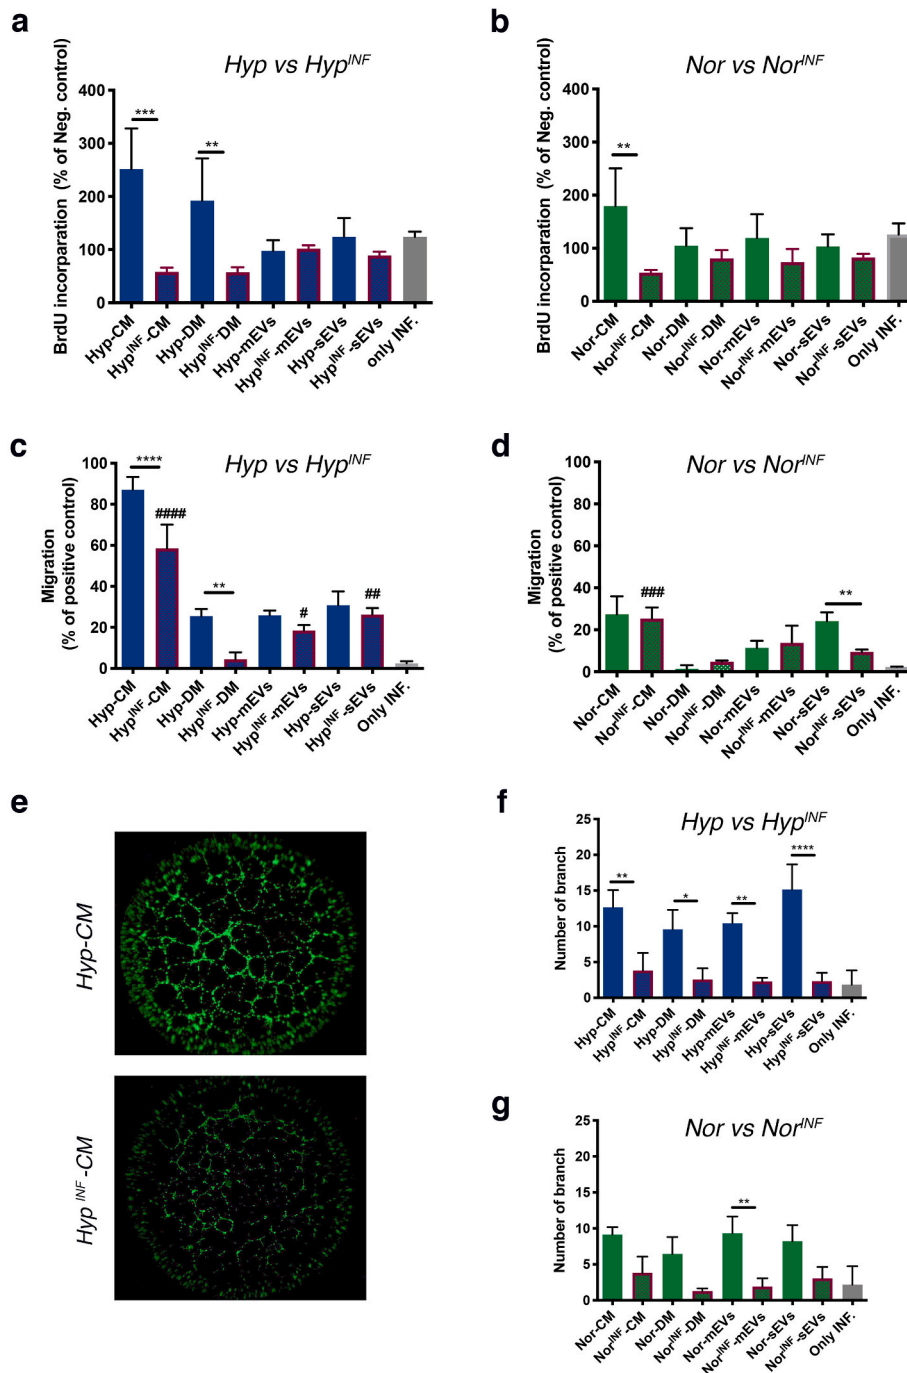 a
Hyp vs Hyp^INF
BrdU incorparation (% of Neg. control)
400
300
200
100
0
***
**
Hyp-CM
Hyp^INF-CM
Hyp-DM
Hyp^INF-DM
Hyp-mEVs
Hyp^INF-mEVs
Hyp-sEVs
Hyp^INF-sEVs
only INF.
b
Nor vs Nor^INF
BrdU incorparation (% of Neg. control)
400
300
200
100
0
**
Nor-CM
Nor^INF-CM
Nor-DM
Nor^INF-DM
Nor-mEVs
Nor^INF-mEVs
Nor-sEVs
Nor^INF-sEVs
Only INF.
c
Hyp vs Hyp^INF
Migration
(% of positive control)
100
80
60
40
20
0
****
####
**
#
##
Hyp-CM
Hyp^INF-CM
Hyp-DM
Hyp^INF-DM
Hyp-mEVs
Hyp^INF-mEVs
Hyp-sEVs
Hyp^INF-sEVs
Only INF.
d
Nor vs Nor^INF
Migration
(% of positive control)
100
80
60
40
20
0
###
**
Nor-CM
Nor^INF-CM
Nor-DM
Nor^INF-DM
Nor-mEVs
Nor^INF-mEVs
Nor-sEVs
Nor^INF-sEVs
Only INF.
e
Hyp-CM
Hyp^INF-CM
f
Hyp vs Hyp^INF
Number of branch
25
20
15
10
5
0
**
*
**
****
Hyp-CM
Hyp^INF-CM
Hyp-DM
Hyp^INF-DM
Hyp-mEVs
Hyp^INF-mEVs
Hyp-sEVs
Hyp^INF-sEVs
Only INF.
g
Nor vs Nor^INF
Number of branch
25
20
15
10
5
0
**
Nor-CM
Nor^INF-CM
Nor-DM
Nor^INF-DM
Nor-mEVs
Nor^INF-mEVs
Nor-sEVs
Nor^INF-sEVs
Only INF.